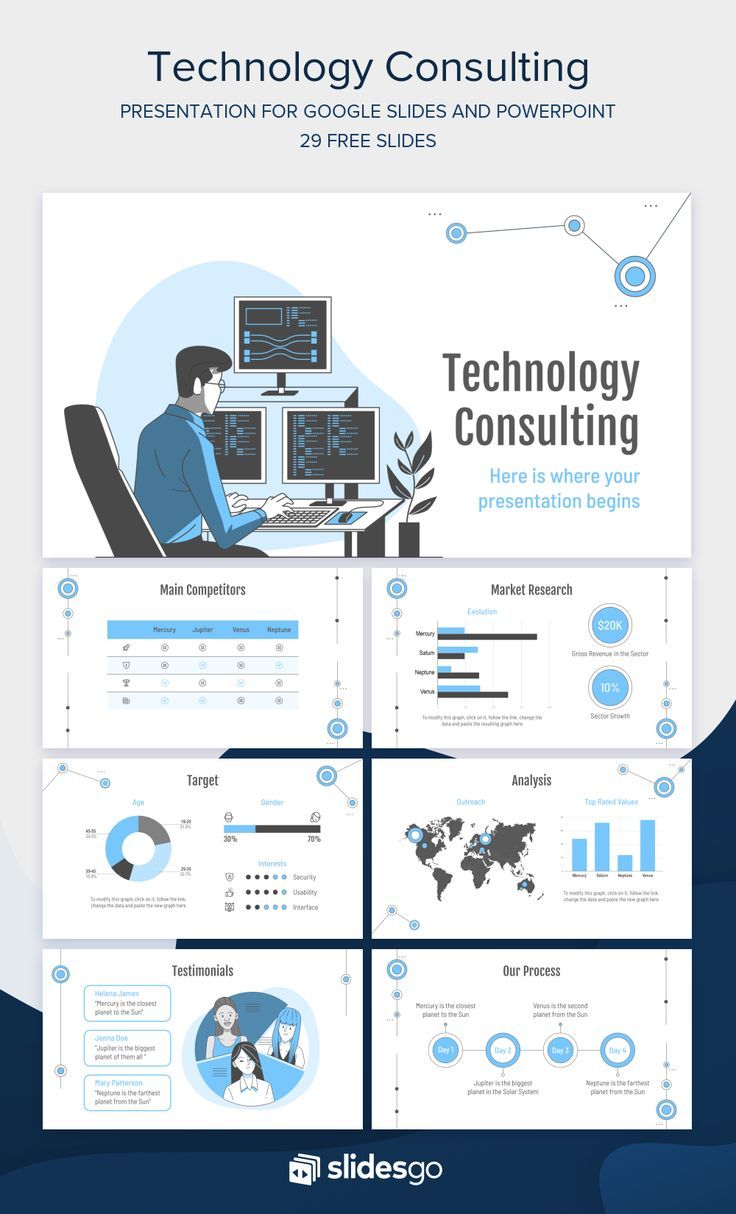 Technology Consulting
PRESENTATION FOR GOOGLE SLIDES AND POWERPOINT
29 FREE SLIDES
Technology
Consulting
Here is where your
presentation begins
Main Competitors
Mercury Jupiter Venus Neptune
Market Research
Evolution
Mercury
Saturn
Neptune
Venus
To modify this graph, click on it, follow the link, change the
data and paste the resulting graph here
$20K
Gross Revenue in the Sector
10%
Sector Growth
Target
Age
To modify this graph, click on it, follow the link,
change the data and paste the new graph here
Gender
30% 70%
Interests
Security
Usability
Interface
Analysis
Outreach
Top Rated Values
Mercury Saturn Neptune Venus
To modify this graph, click on it, follow the link,
change the data and paste the new graph here
Testimonials
Helena James
"Mercury is the closest
planet to the Sun"
Jenna Doe
"Jupiter is the biggest
planet of them all "
Mary Patterson
"Neptune is the farthest
planet from the Sun"
Our Process
Mercury is the closest
planet to the Sun
Venus is the second
planet from the Sun
Day 1 Day 2 Day 3 Day 4
Jupiter is the biggest
planet in the Solar System
Neptune is the farthest
planet from the Sun
slidesgo